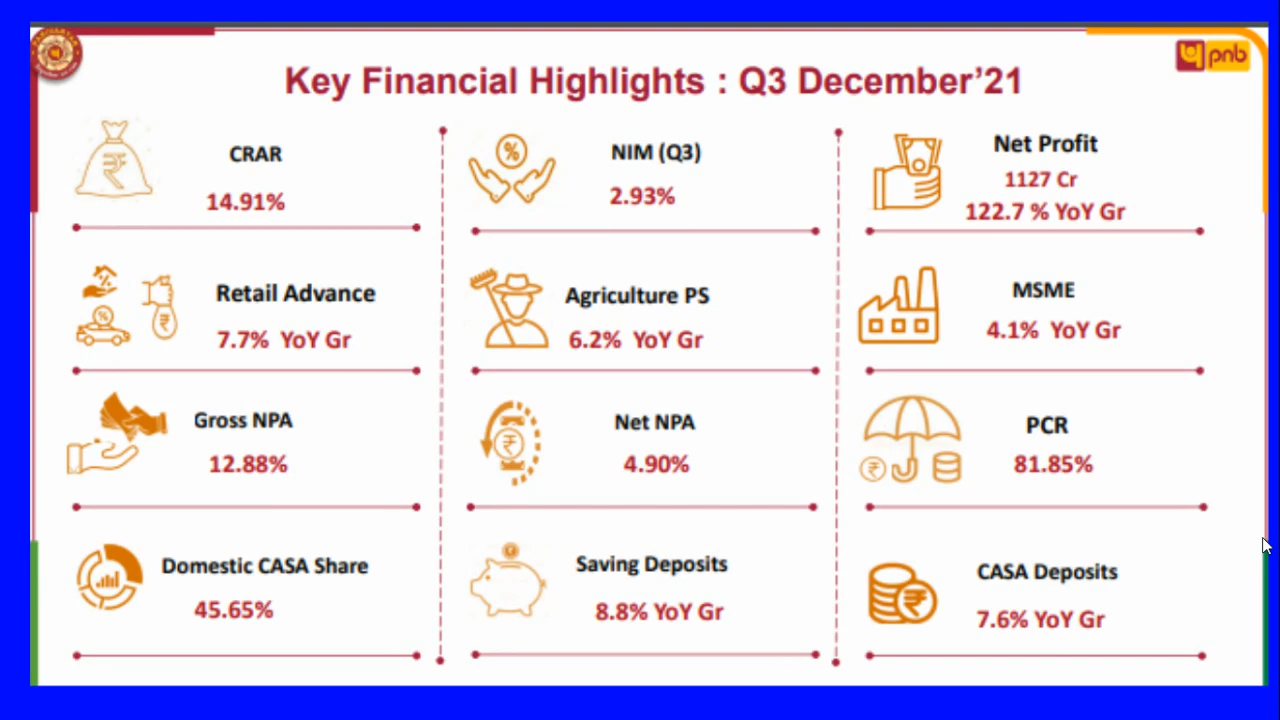 पु pnb
Key Financial Highlights : Q3 December’21
CRAR
14.91%
NIM (Q3)
2.93%
Net Profit
1127 Cr
122.7 % YoY Gr
Retail Advance
7.7% YoY Gr
Agriculture PS
6.2% YoY Gr
MSME
4.1% YoY Gr
Gross NPA
12.88%
Net NPA
4.90%
PCR
81.85%
Domestic CASA Share
45.65%
Saving Deposits
8.8% YoY Gr
CASA Deposits
7.6% YoY Gr